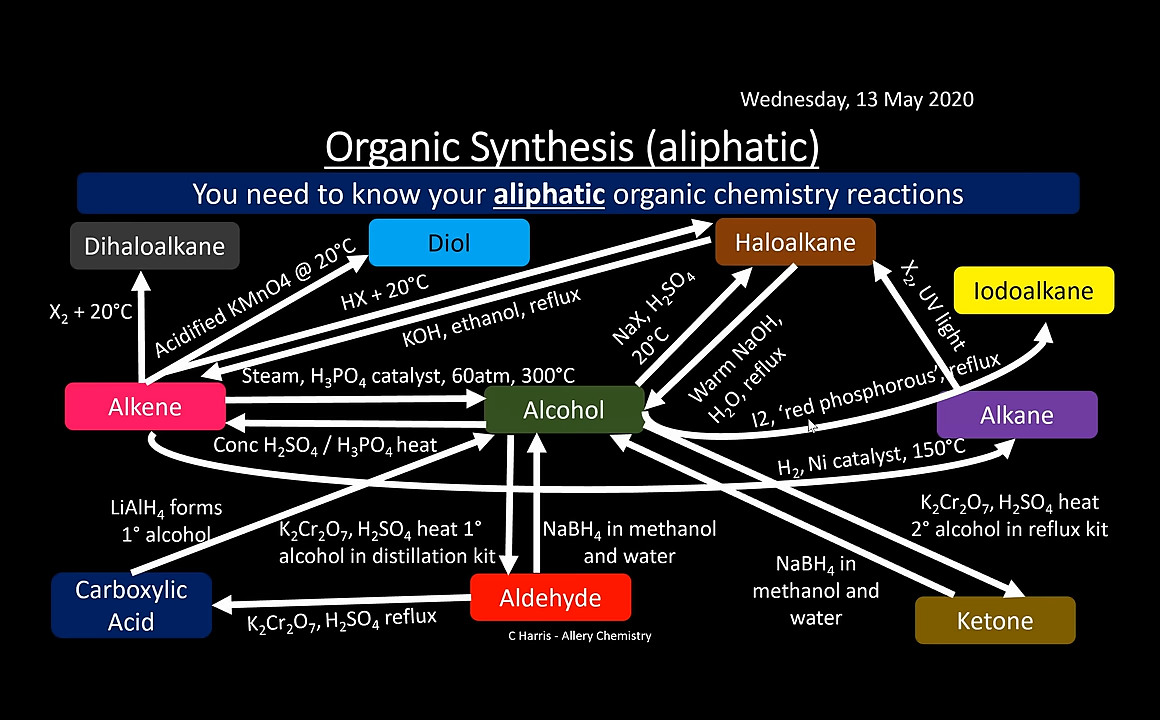 Wednesday, 13 May 2020
Organic Synthesis (aliphatic)
You need to know your aliphatic organic chemistry reactions
Dihaloalkane
Diol
Haloalkane
Iodoalkane
X₂ + 20°C
Acidified KMnO4 @ 20°C
HX + 20°C
KOH, ethanol, reflux
NaX, H₂SO₄
20°C
Warm NaOH,
H₂O, reflux
X₂, UV light
I2, ‘red phosphorous’, reflux
Alkene
Steam, H₃PO₄ catalyst, 60atm, 300°C
Alcohol
Alkane
Conc H₂SO₄ / H₃PO₄ heat
H₂, Ni catalyst, 150°C
LiAlH₄ forms
1° alcohol
K₂Cr₂O₇, H₂SO₄ heat 1°
alcohol in distillation kit
NaBH₄ in methanol
and water
NaBH₄ in
methanol and
water
K₂Cr₂O₇, H₂SO₄ heat
2° alcohol in reflux kit
Carboxylic
Acid
K₂Cr₂O₇, H₂SO₄ reflux
Aldehyde
Ketone
C Harris - Allery Chemistry